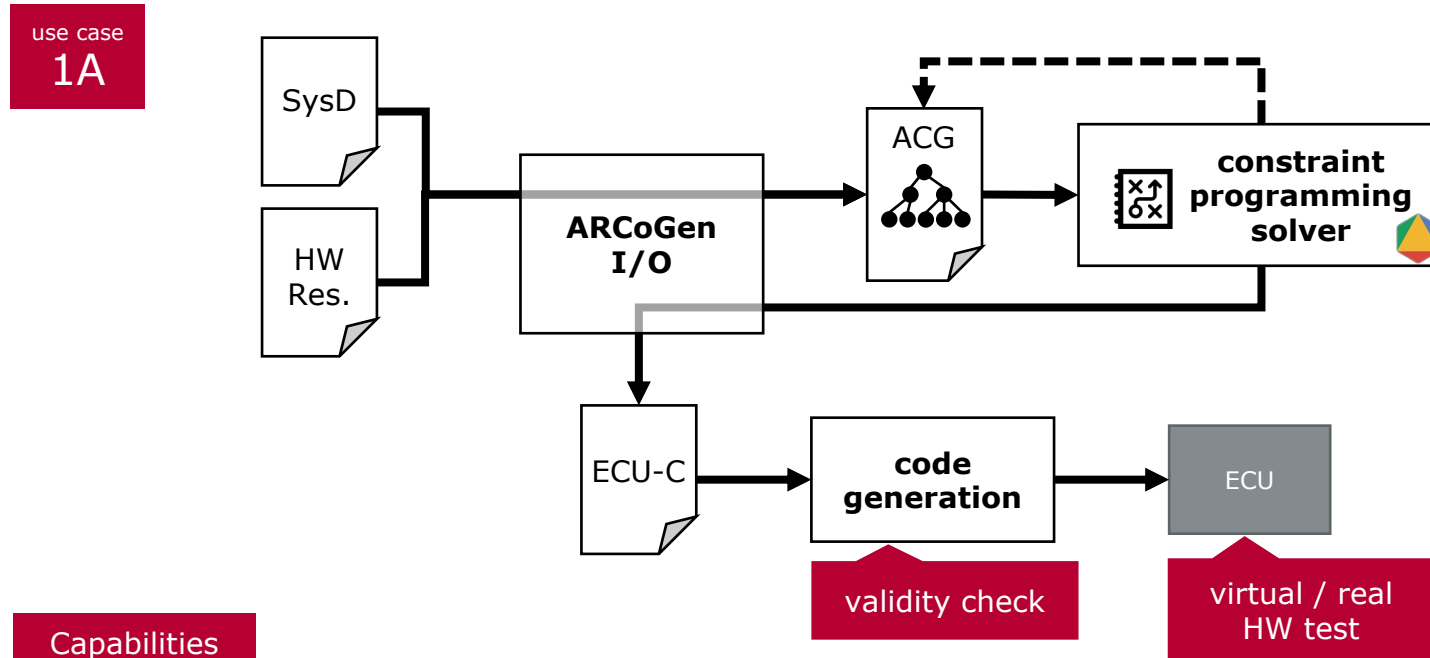 use case
1A
SysD
HW
Res.
ARCoGen
I/O
ACG
constraint
programming
solver
ECU-C
code
generation
ECU
validity check
virtual / real
HW test
Capabilities